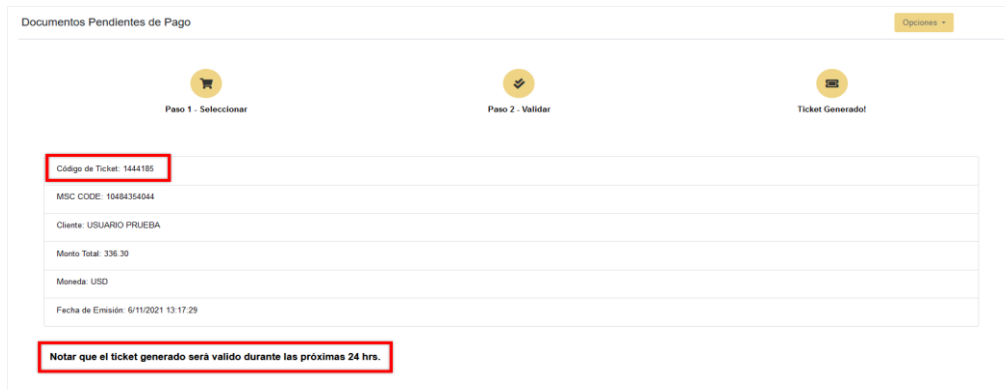 Documentos Pendientes de Pago
Opciones
Paso 1 - Seleccionar
Paso 2 - Validar
Ticket Generado!
Código de Ticket: 1444185
MSC CODE: 10484354044
Cliente: USUARIO PRUEBA
Monto Total: 336.30
Moneda: USD
Fecha de Emisión: 6/11/2021 13:17:29
Notar que el ticket generado serà valido durante las próximas 24 hrs.